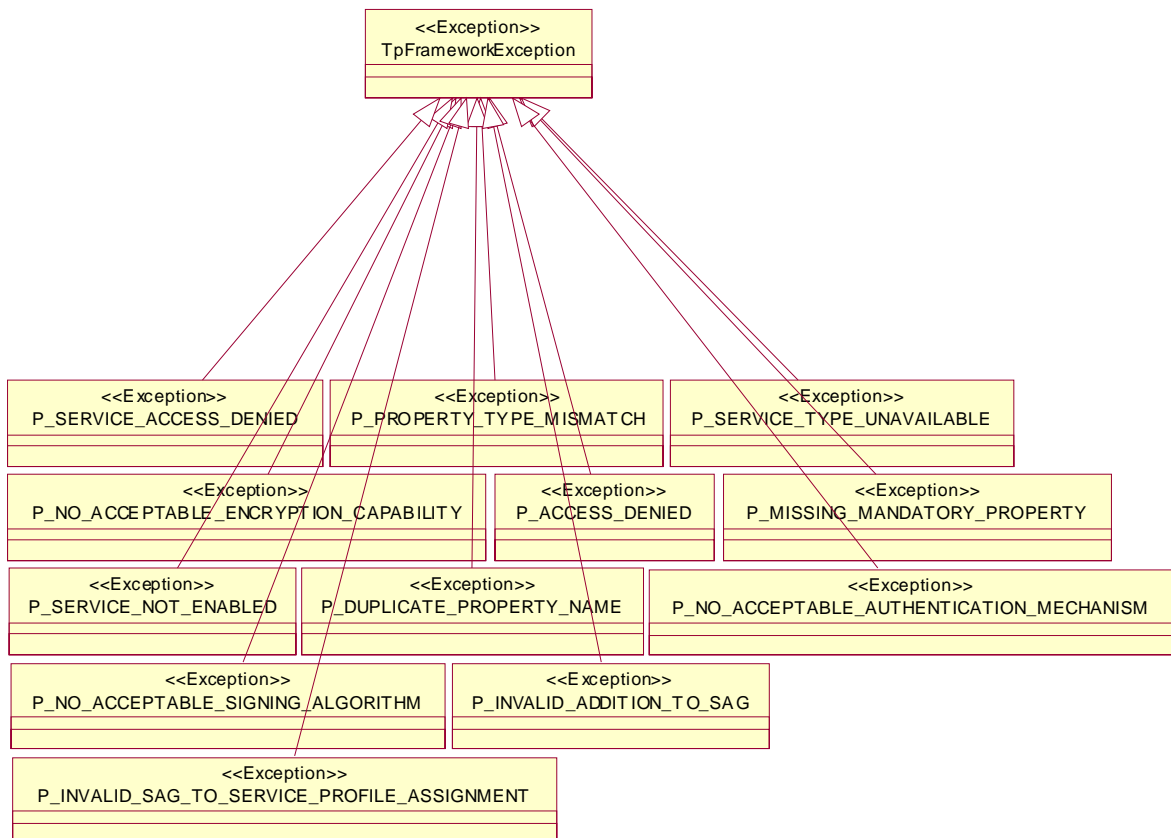 <<Exception>>
TpFrameworkException
<<Exception>>
P_SERVICE_ACCESS_DENIED
<<Exception>>
P_PROPERTY_TYPE_MISMATCH
<<Exception>>
P_SERVICE_TYPE_UNAVAILABLE
<<Exception>>
P_NO_ACCEPTABLE_ENCRYPTION_CAPABILITY
<<Exception>>
P_ACCESS_DENIED
<<Exception>>
P_MISSING_MANDATORY_PROPERTY
<<Exception>>
P_SERVICE_NOT_ENABLED
<<Exception>>
P_DUPLICATE_PROPERTY_NAME
<<Exception>>
P_NO_ACCEPTABLE_AUTHENTICATION_MECHANISM
<<Exception>>
P_NO_ACCEPTABLE_SIGNING_ALGORITHM
<<Exception>>
P_INVALID_ADDITION_TO_SAG
<<Exception>>
P_INVALID_SAG_TO_SERVICE_PROFILE_ASSIGNMENT